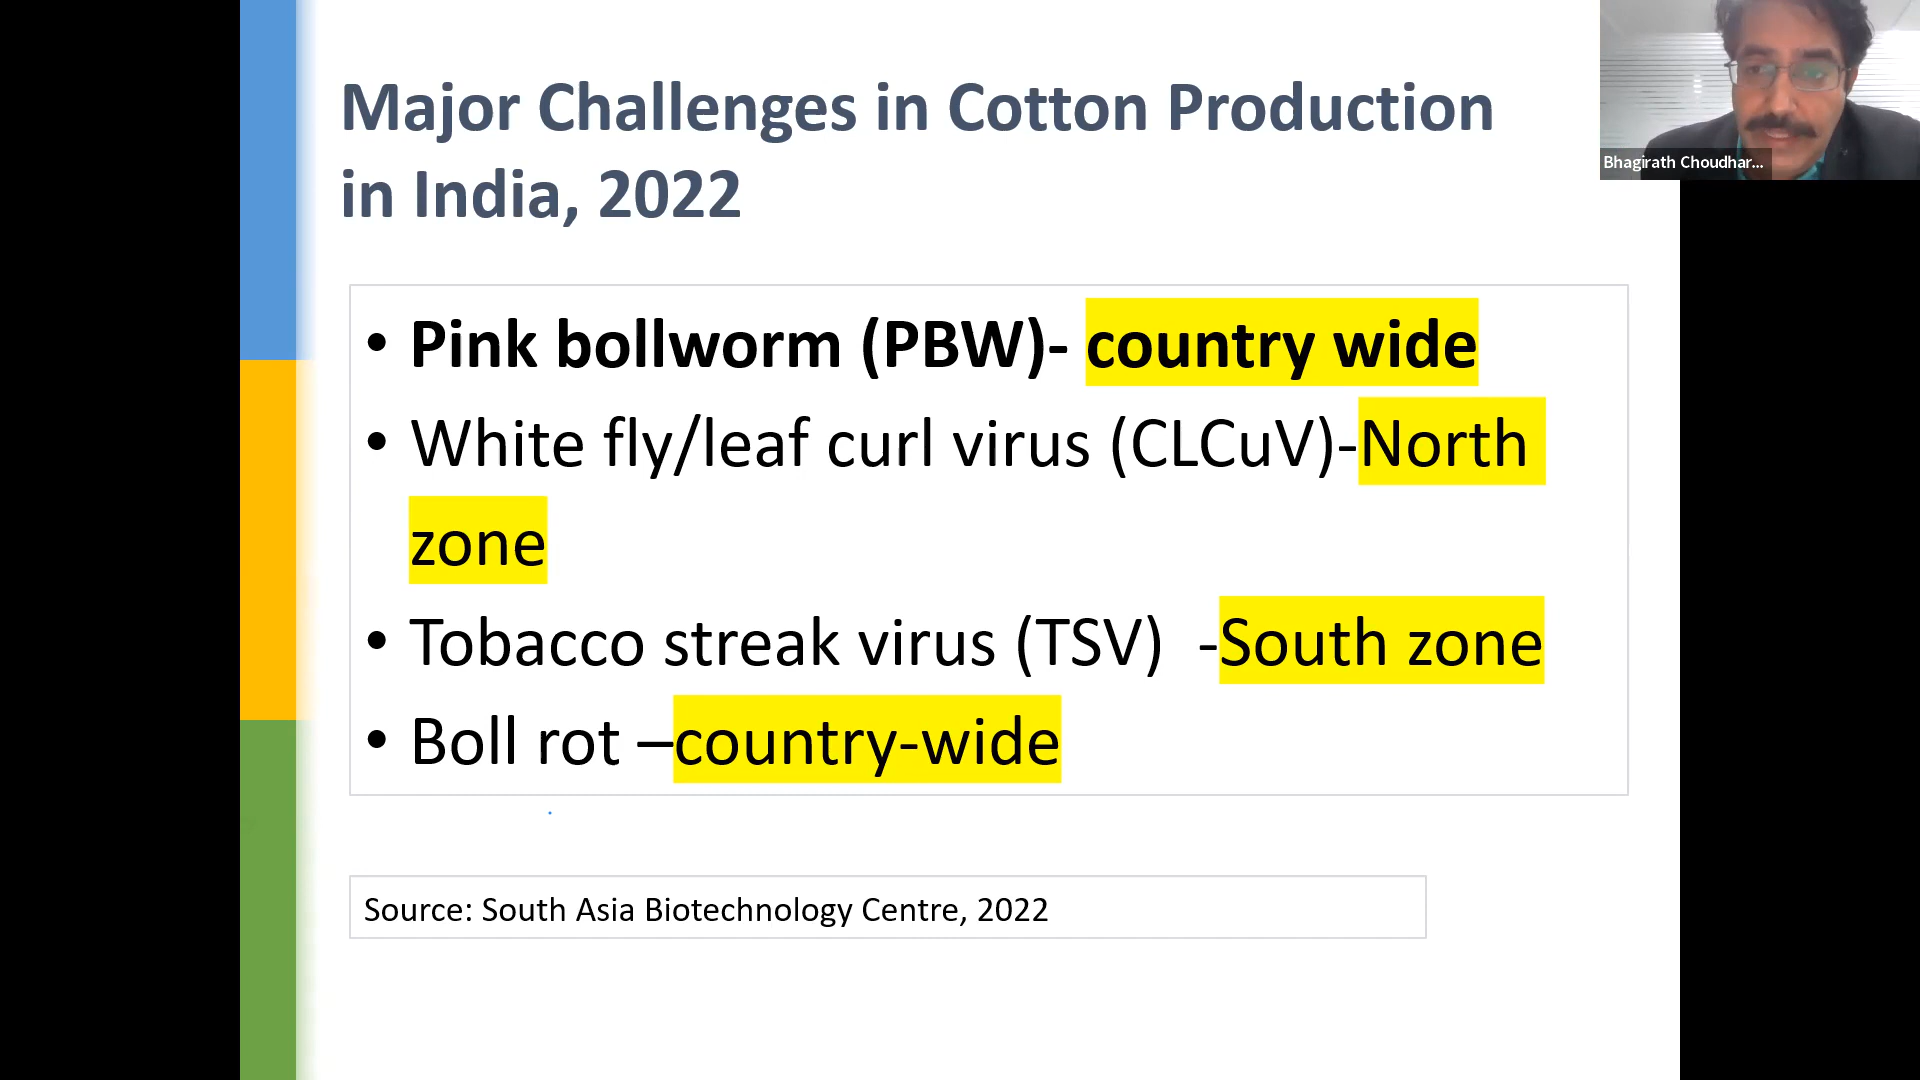 Major Challenges in Cotton Production
in India, 2022
Bhagirath Choudhar...
• Pink bollworm (PBW)- country wide
• White fly/leaf curl virus (CLCuV)-North
zone
• Tobacco streak virus (TSV)  -South zone
• Boll rot –country-wide
Source: South Asia Biotechnology Centre, 2022